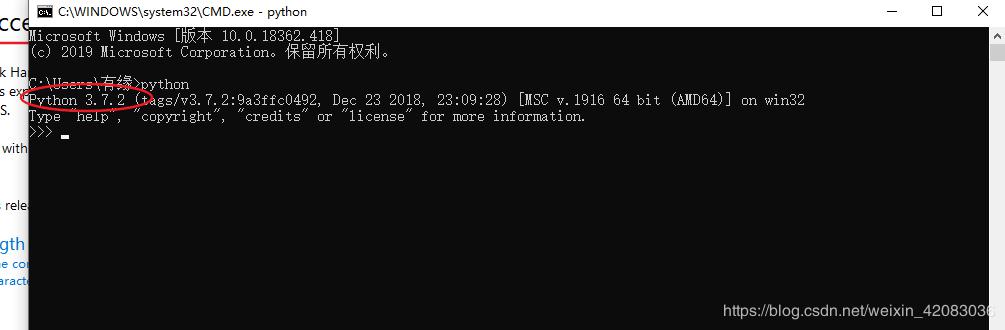 C:\WINDOWS\system32\CMD.exe - python
Microsoft Windows [版本 10.0.18362.418]
(c) 2019 Microsoft Corporation。保留所有权利。
C:\Users\有缘>python
Python 3.7.2 (tags/v3.7.2:9a3ffc0492, Dec 23 2018, 23:09:28) [MSC v.1916 64 bit (AMD64)] on win32
Type "help", "copyright", "credits" or "license" for more information.
>>>
cce
k Ha
s exp
S.
with
s relea
gth
he cor
aracte
https://blog.csdn.net/weixin_42083036